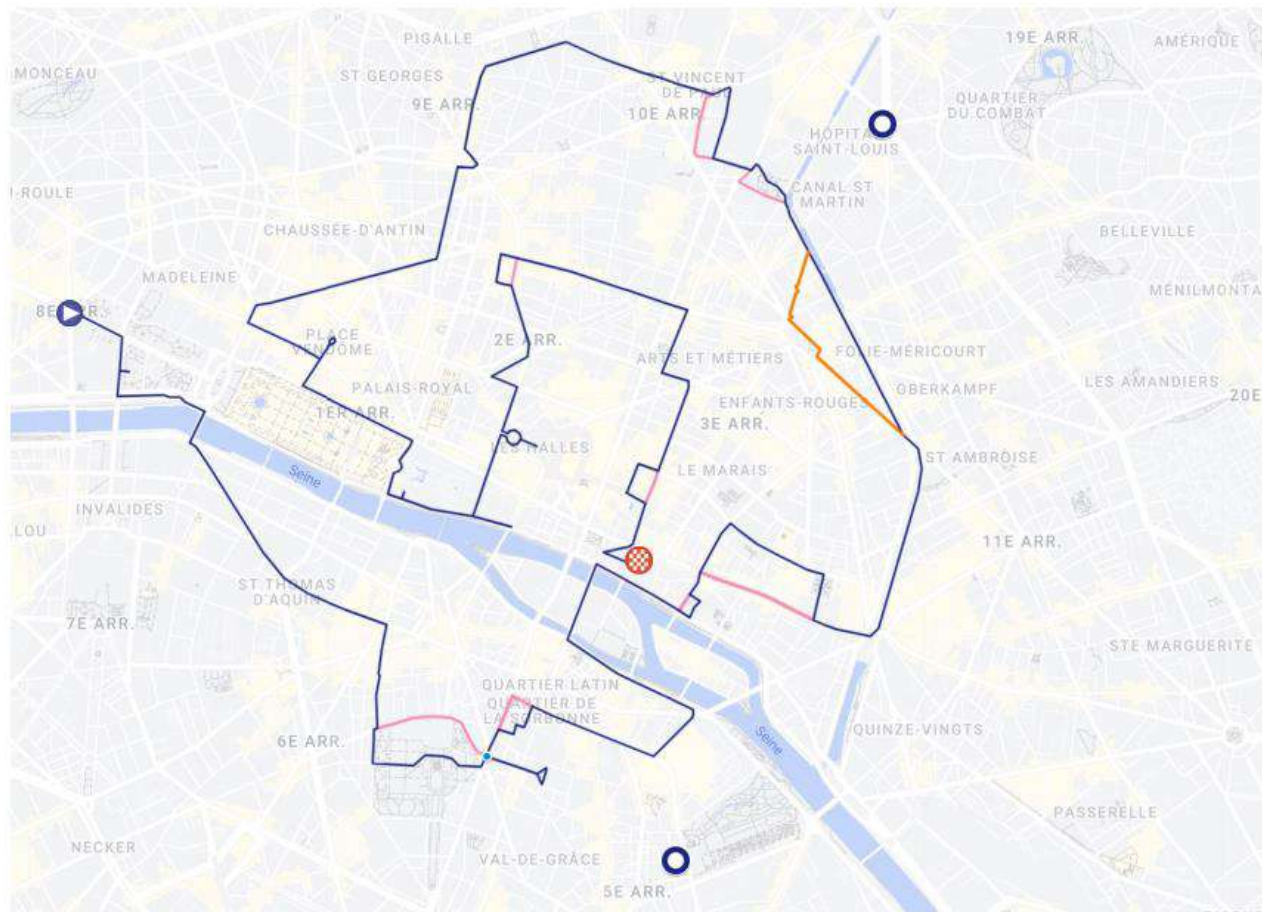 PIGALLE
19E ARR.
AMÉRIQUE
MONCEAU
ST GEORGES
ST VINCENT
DE PAUL
9E ARR.
10E ARR.
QUARTIER
DU COMBAT
HÔPITAL
SAINT-LOUIS
U-ROULE
CANAL ST
MARTIN
CHAUSSÉE-D'ANTIN
BELLEVILLE
MADELEINE
MÉNILMONTA
8E ARR.
PLACE
VENDÔME
2E ARR.
ARTS ET MÉTIERS
FOLIE-MÉRICOURT
PALAIS-ROYAL
OBERKAMPF
LES AMANDIERS
20E
1ER ARR.
ENFANTS-ROUGES
3E ARR.
LES HALLES
ST AMBROISE
LE MARAIS
Seine
INVALIDES
LOU
11E ARR.
ST THOMAS
D'AQUIN
7E ARR.
STE MARGUERITE
QUARTIER LATIN
QUARTIER DE
LA SORBONNE
6E ARR.
Seine
QUINZE-VINGTS
PASSERELLE
NECKER
VAL-DE-GRÂCE
5E ARR.